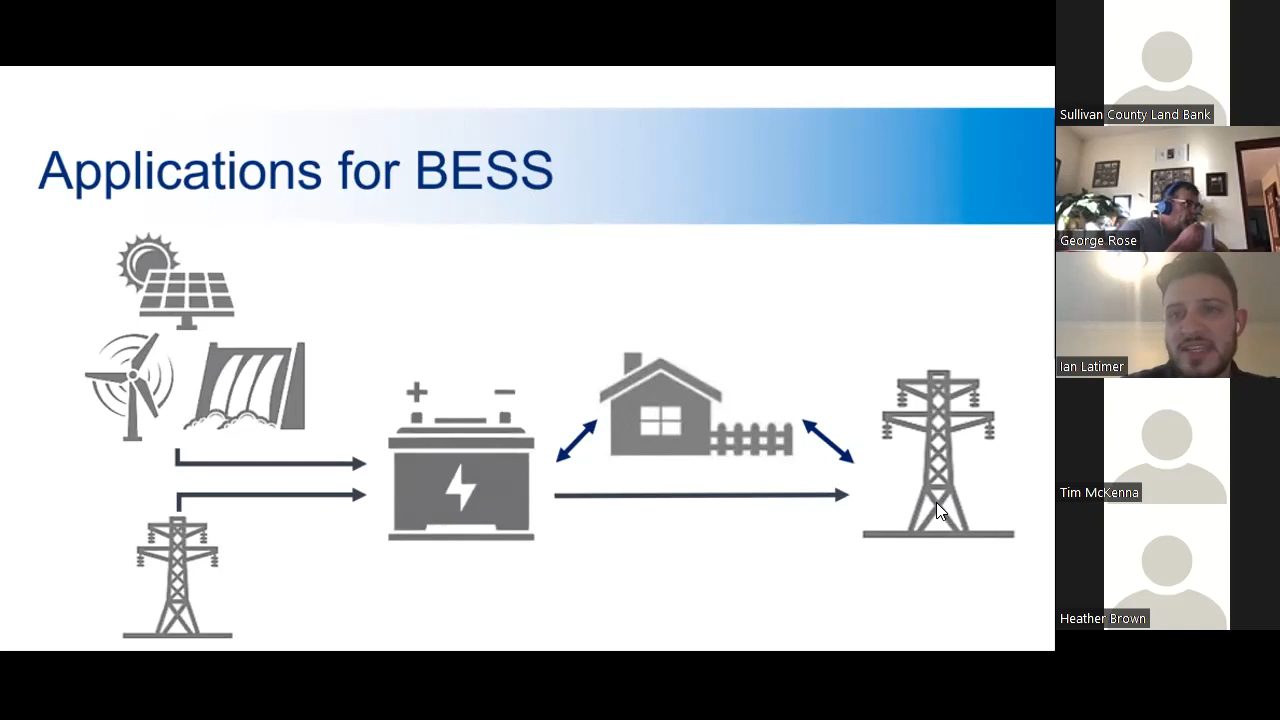 Applications for BESS
Sullivan County Land Bank
George Rose
Ian Latimer
Tim McKenna
Heather Brown